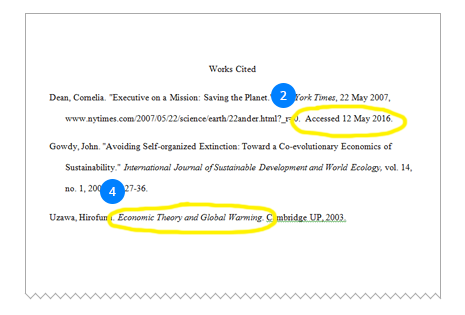 Works Cited
Dean, Cornelia. "Executive on a Mission: Saving the Planet." 2 York Times, 22 May 2007,
www.nytimes.com/2007/05/22/science/earth/22ander.html?_r=0. Accessed 12 May 2016.
Gowdy, John. "Avoiding Self-organized Extinction: Toward a Co-evolutionary Economics of
Sustainability." International Journal of Sustainable Development and World Ecology, vol. 14,
no. 1, 4 27-36.
Uzawa, Hirofumi. Economic Theory and Global Warming. Cambridge UP, 2003.